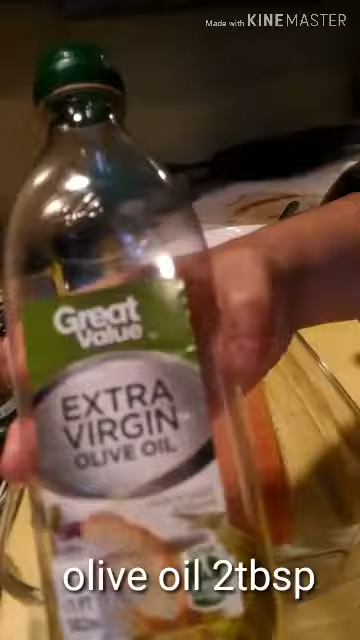 Made with KINEMASTER
Great
Value
EXTRA
VIRGIN
OLIVE OIL
olive oil 2tbsp